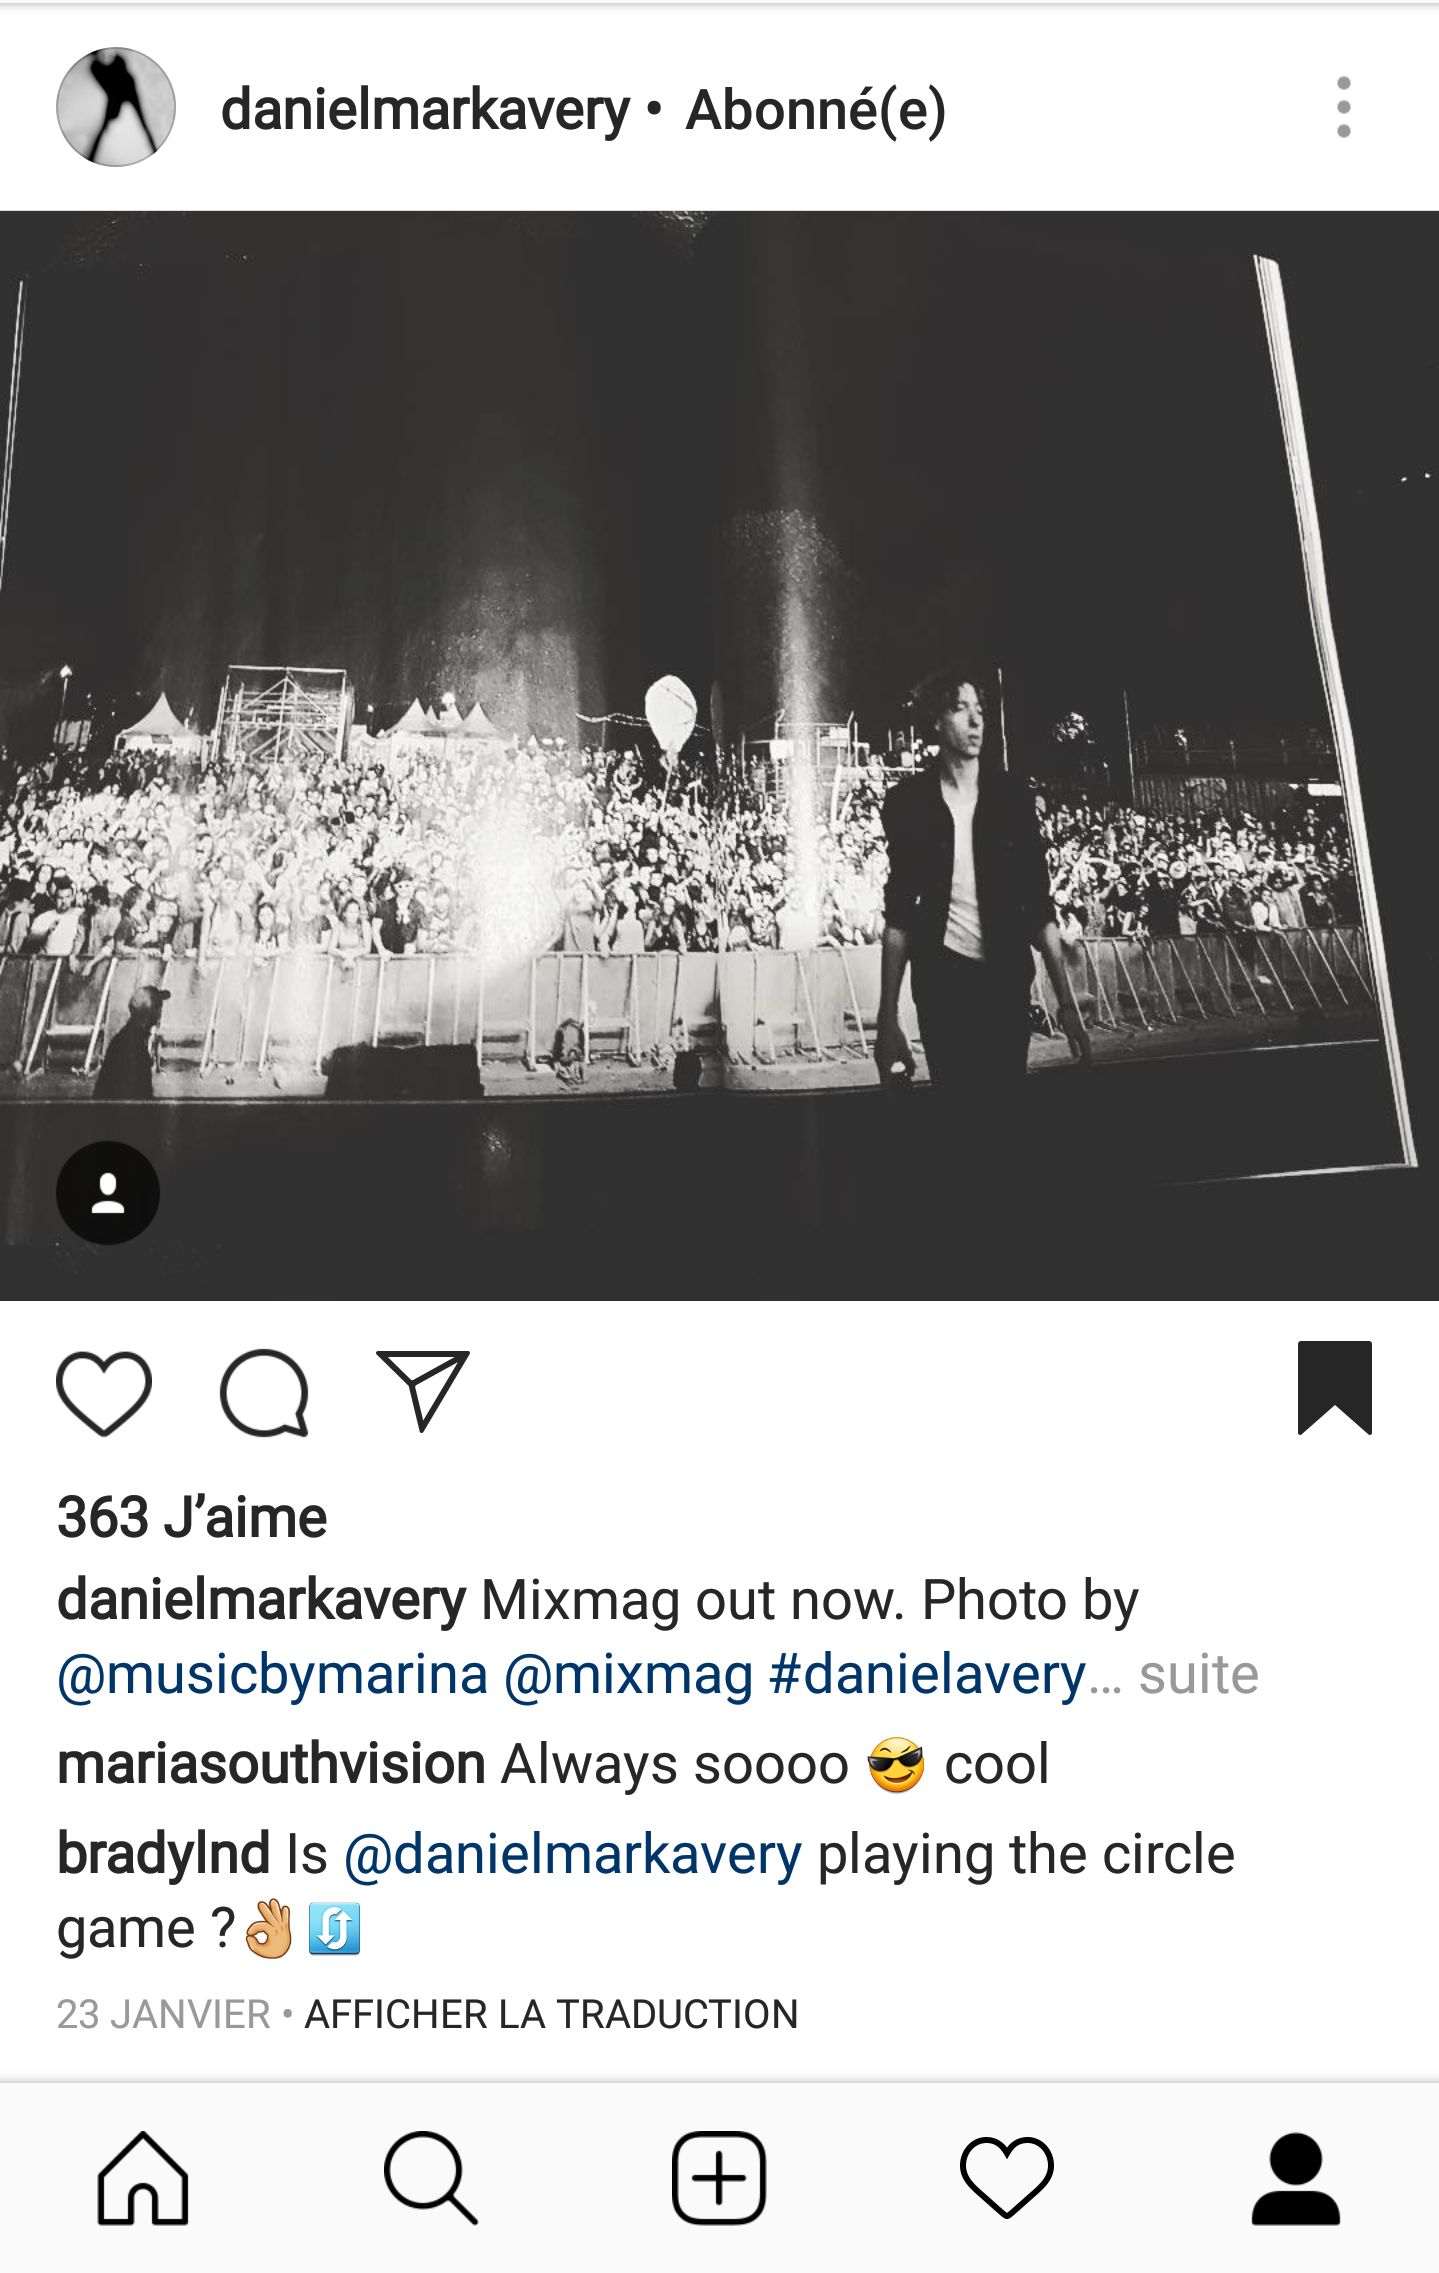 danielmarkavery • Abonné(e)
363 J’aime
danielmarkavery Mixmag out now. Photo by
@musicbymarina @mixmag #danielavery... suite
mariasouthvision Always soooo 😎 cool
bradylnd Is @danielmarkavery playing the circle
game ?👌🔃
23 JANVIER • AFFICHER LA TRADUCTION